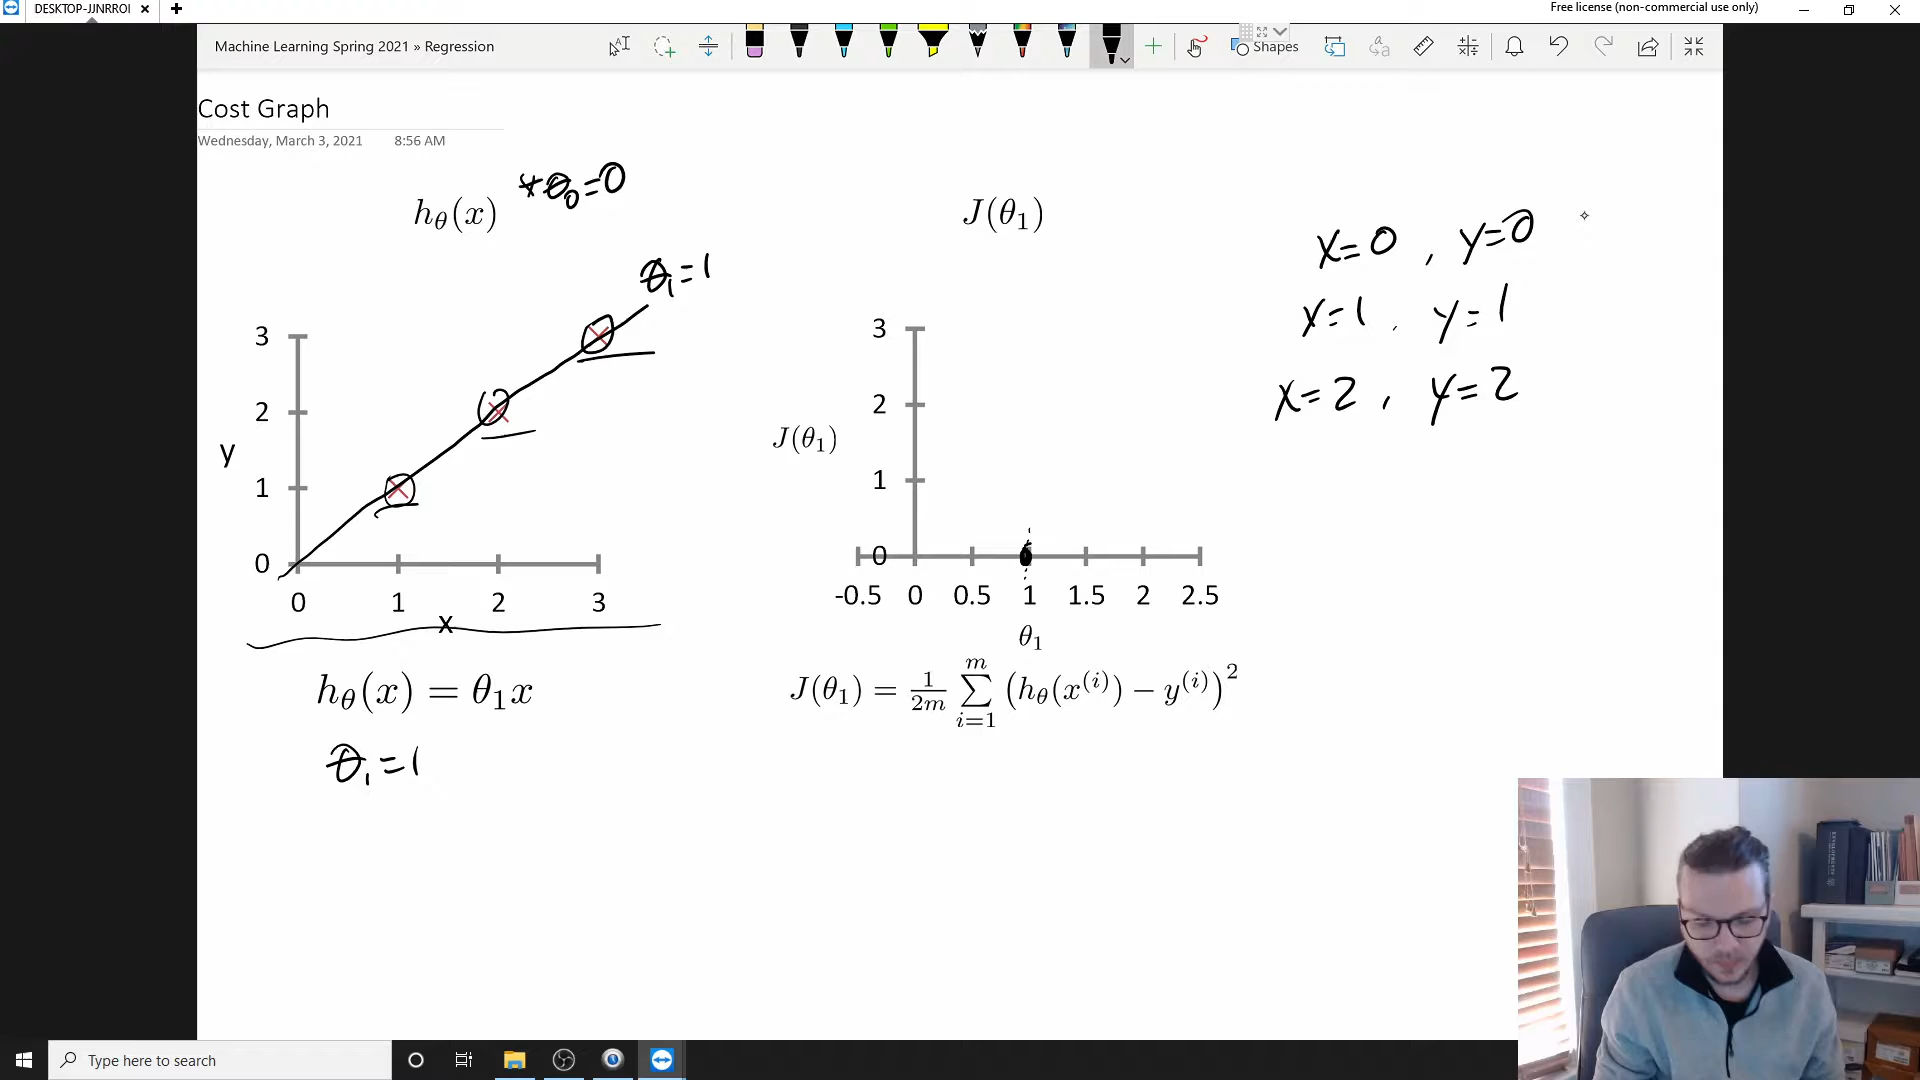 DESKTOP-JJNRROI
Free license (non-commercial use only)
Machine Learning Spring 2021 » Regression
Shapes
Cost Graph
Wednesday, March 3, 2021 8:56 AM
*θ₀=0
h_θ(x)
J(θ₁)
x=0 , y=0
x=1 , y=1
x=2 , y=2
θ₁=1
3
2
y
1
0
0 1 2 3
x
3
2
J(θ₁)
1
0
-0.5 0 0.5 1 1.5 2 2.5
θ₁
h_θ(x) = θ₁x
J(θ₁) = 1/2m ∑_{i=1}^{m} (h_θ(x^{(i)}) − y^{(i)})²
θ₁=1
Type here to search